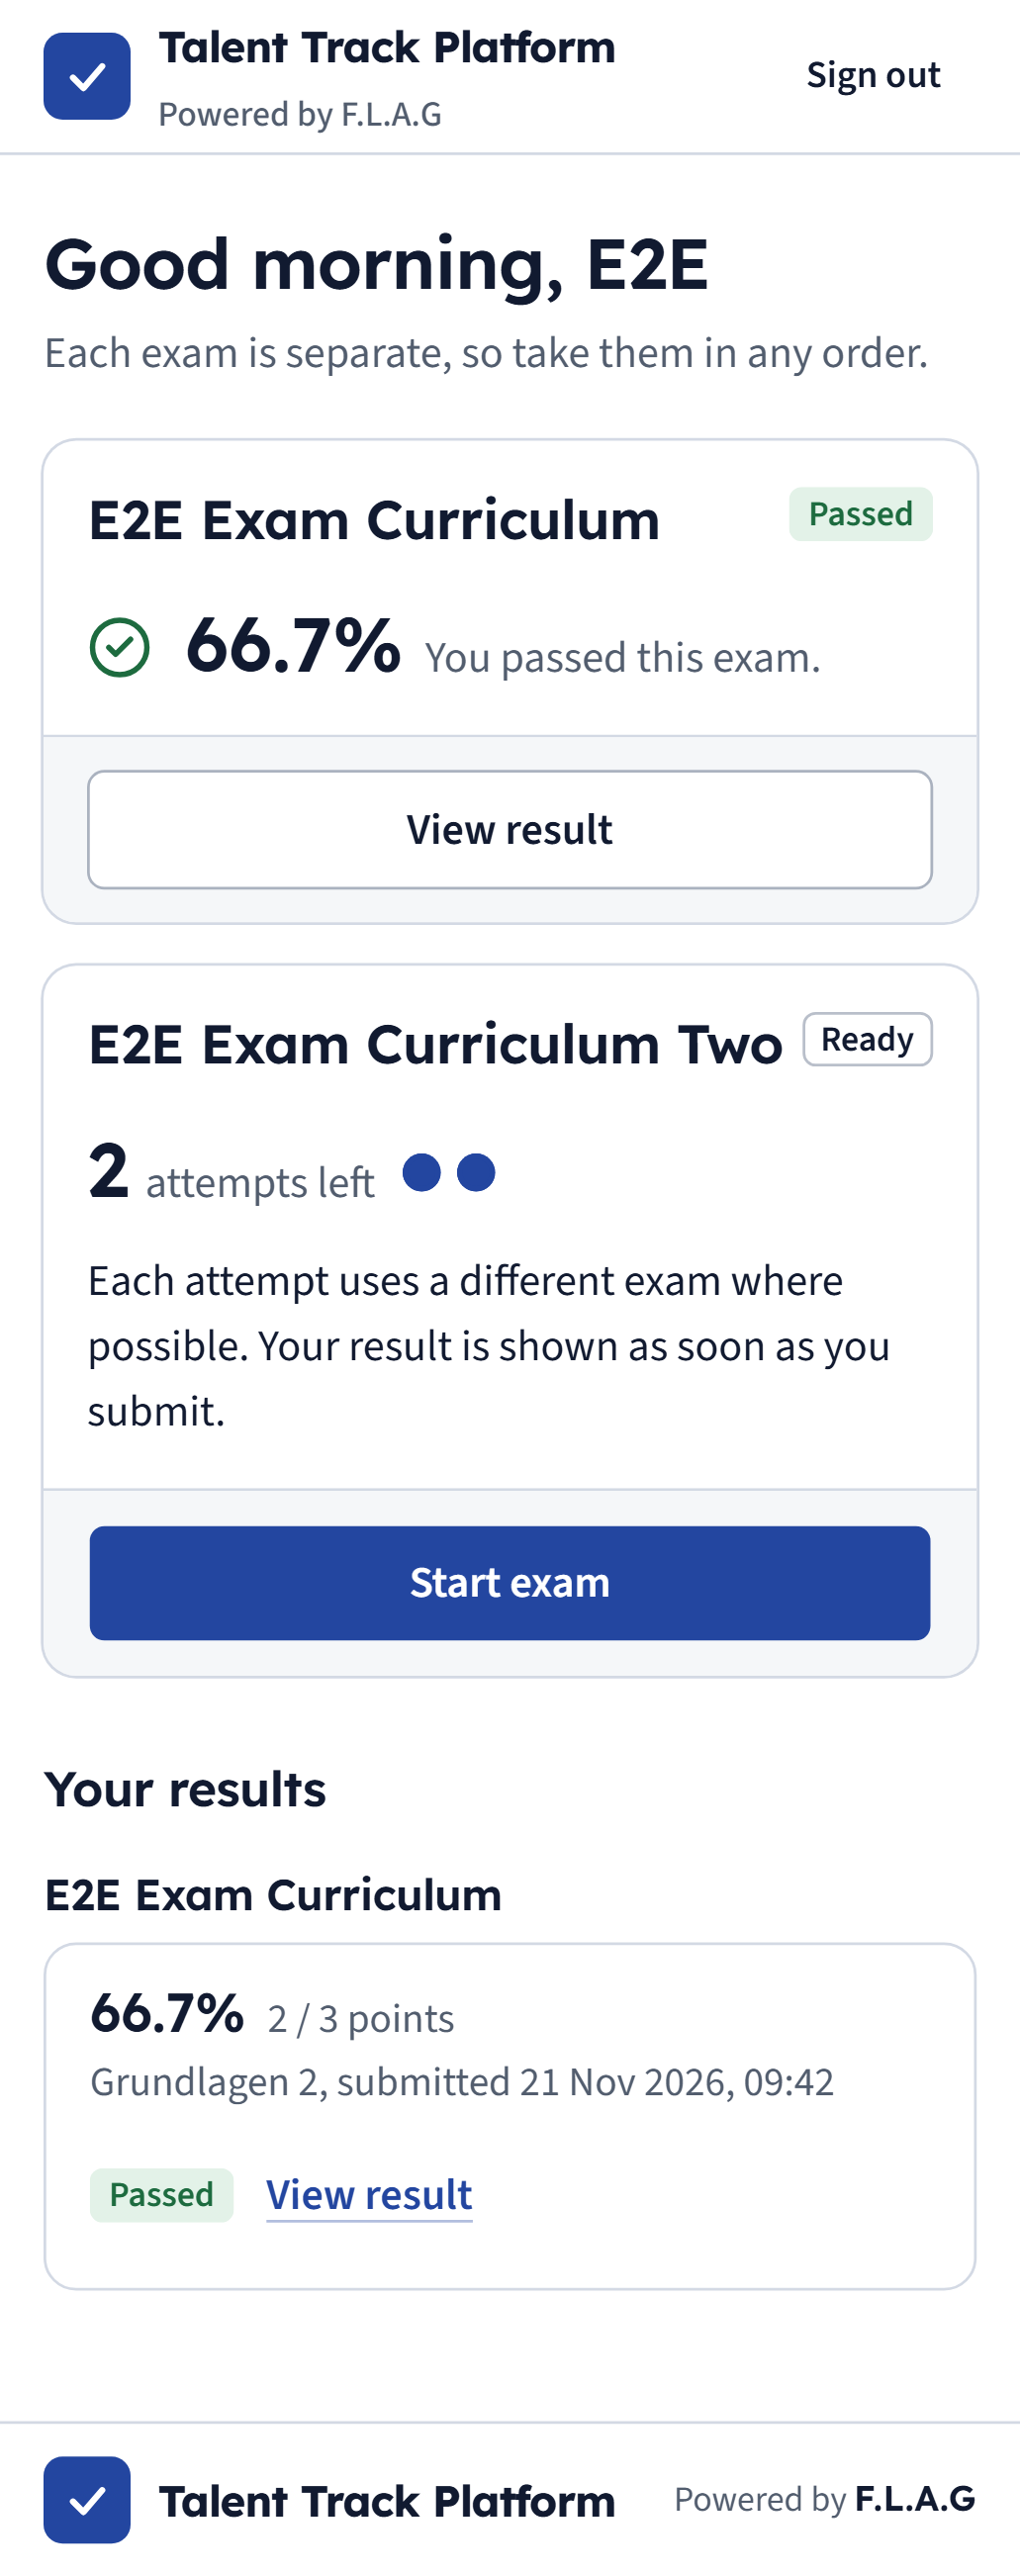 Talent Track Platform
Powered by F.L.A.G
Sign out
Good morning, E2E
Each exam is separate, so take them in any order.
E2E Exam Curriculum
Passed
66.7% You passed this exam.
View result
E2E Exam Curriculum Two
Ready
2 attempts left
Each attempt uses a different exam where
possible. Your result is shown as soon as you
submit.
Start exam
Your results
E2E Exam Curriculum
66.7% 2 / 3 points
Grundlagen 2, submitted 21 Nov 2026, 09:42
Passed View result
Talent Track Platform
Powered by F.L.A.G